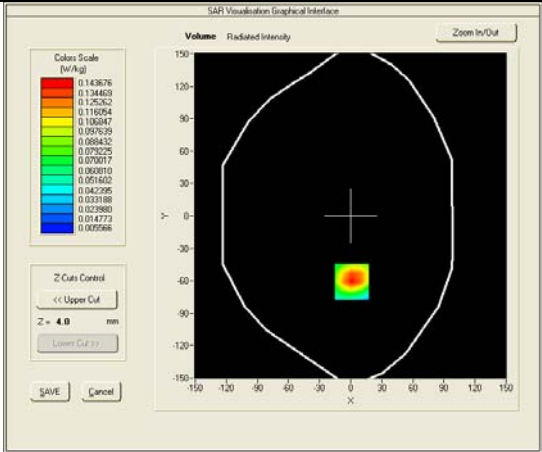 SAR Visualisation Graphical Interface
Volume Radiated Intensity
Zoom In/Out
Colors Scale
(W/kg)
0.143676
0.134469
0.125262
0.116054
0.106847
0.097639
0.088432
0.079225
0.070017
0.060810
0.051602
0.042395
0.033188
0.023980
0.014773
0.005566
Z-Cuts Control
<< Upper Cut
Z = 4.0 mm
Lower Cut >>
SAVE
Cancel
150
120
90
60
30
0
-30
-60
-90
-120
-150
Y
-150 -120 -90 -60 -30 0 30 60 90 120 150
X